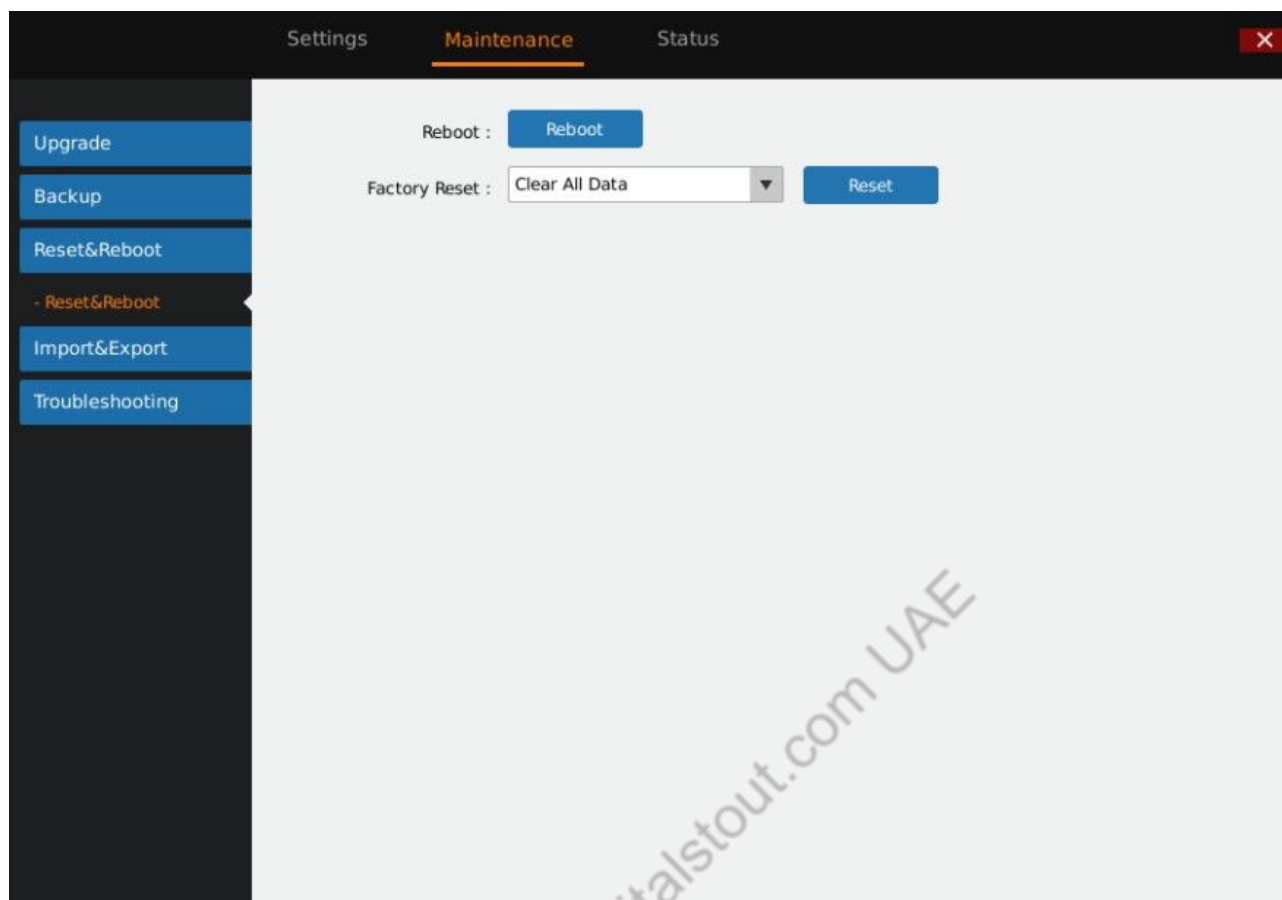 Settings Maintenance Status
Upgrade
Backup
Reset&Reboot
- Reset&Reboot
Import&Export
Troubleshooting
Reboot : Reboot
Factory Reset : Clear All Data Reset
italstout.com UAE